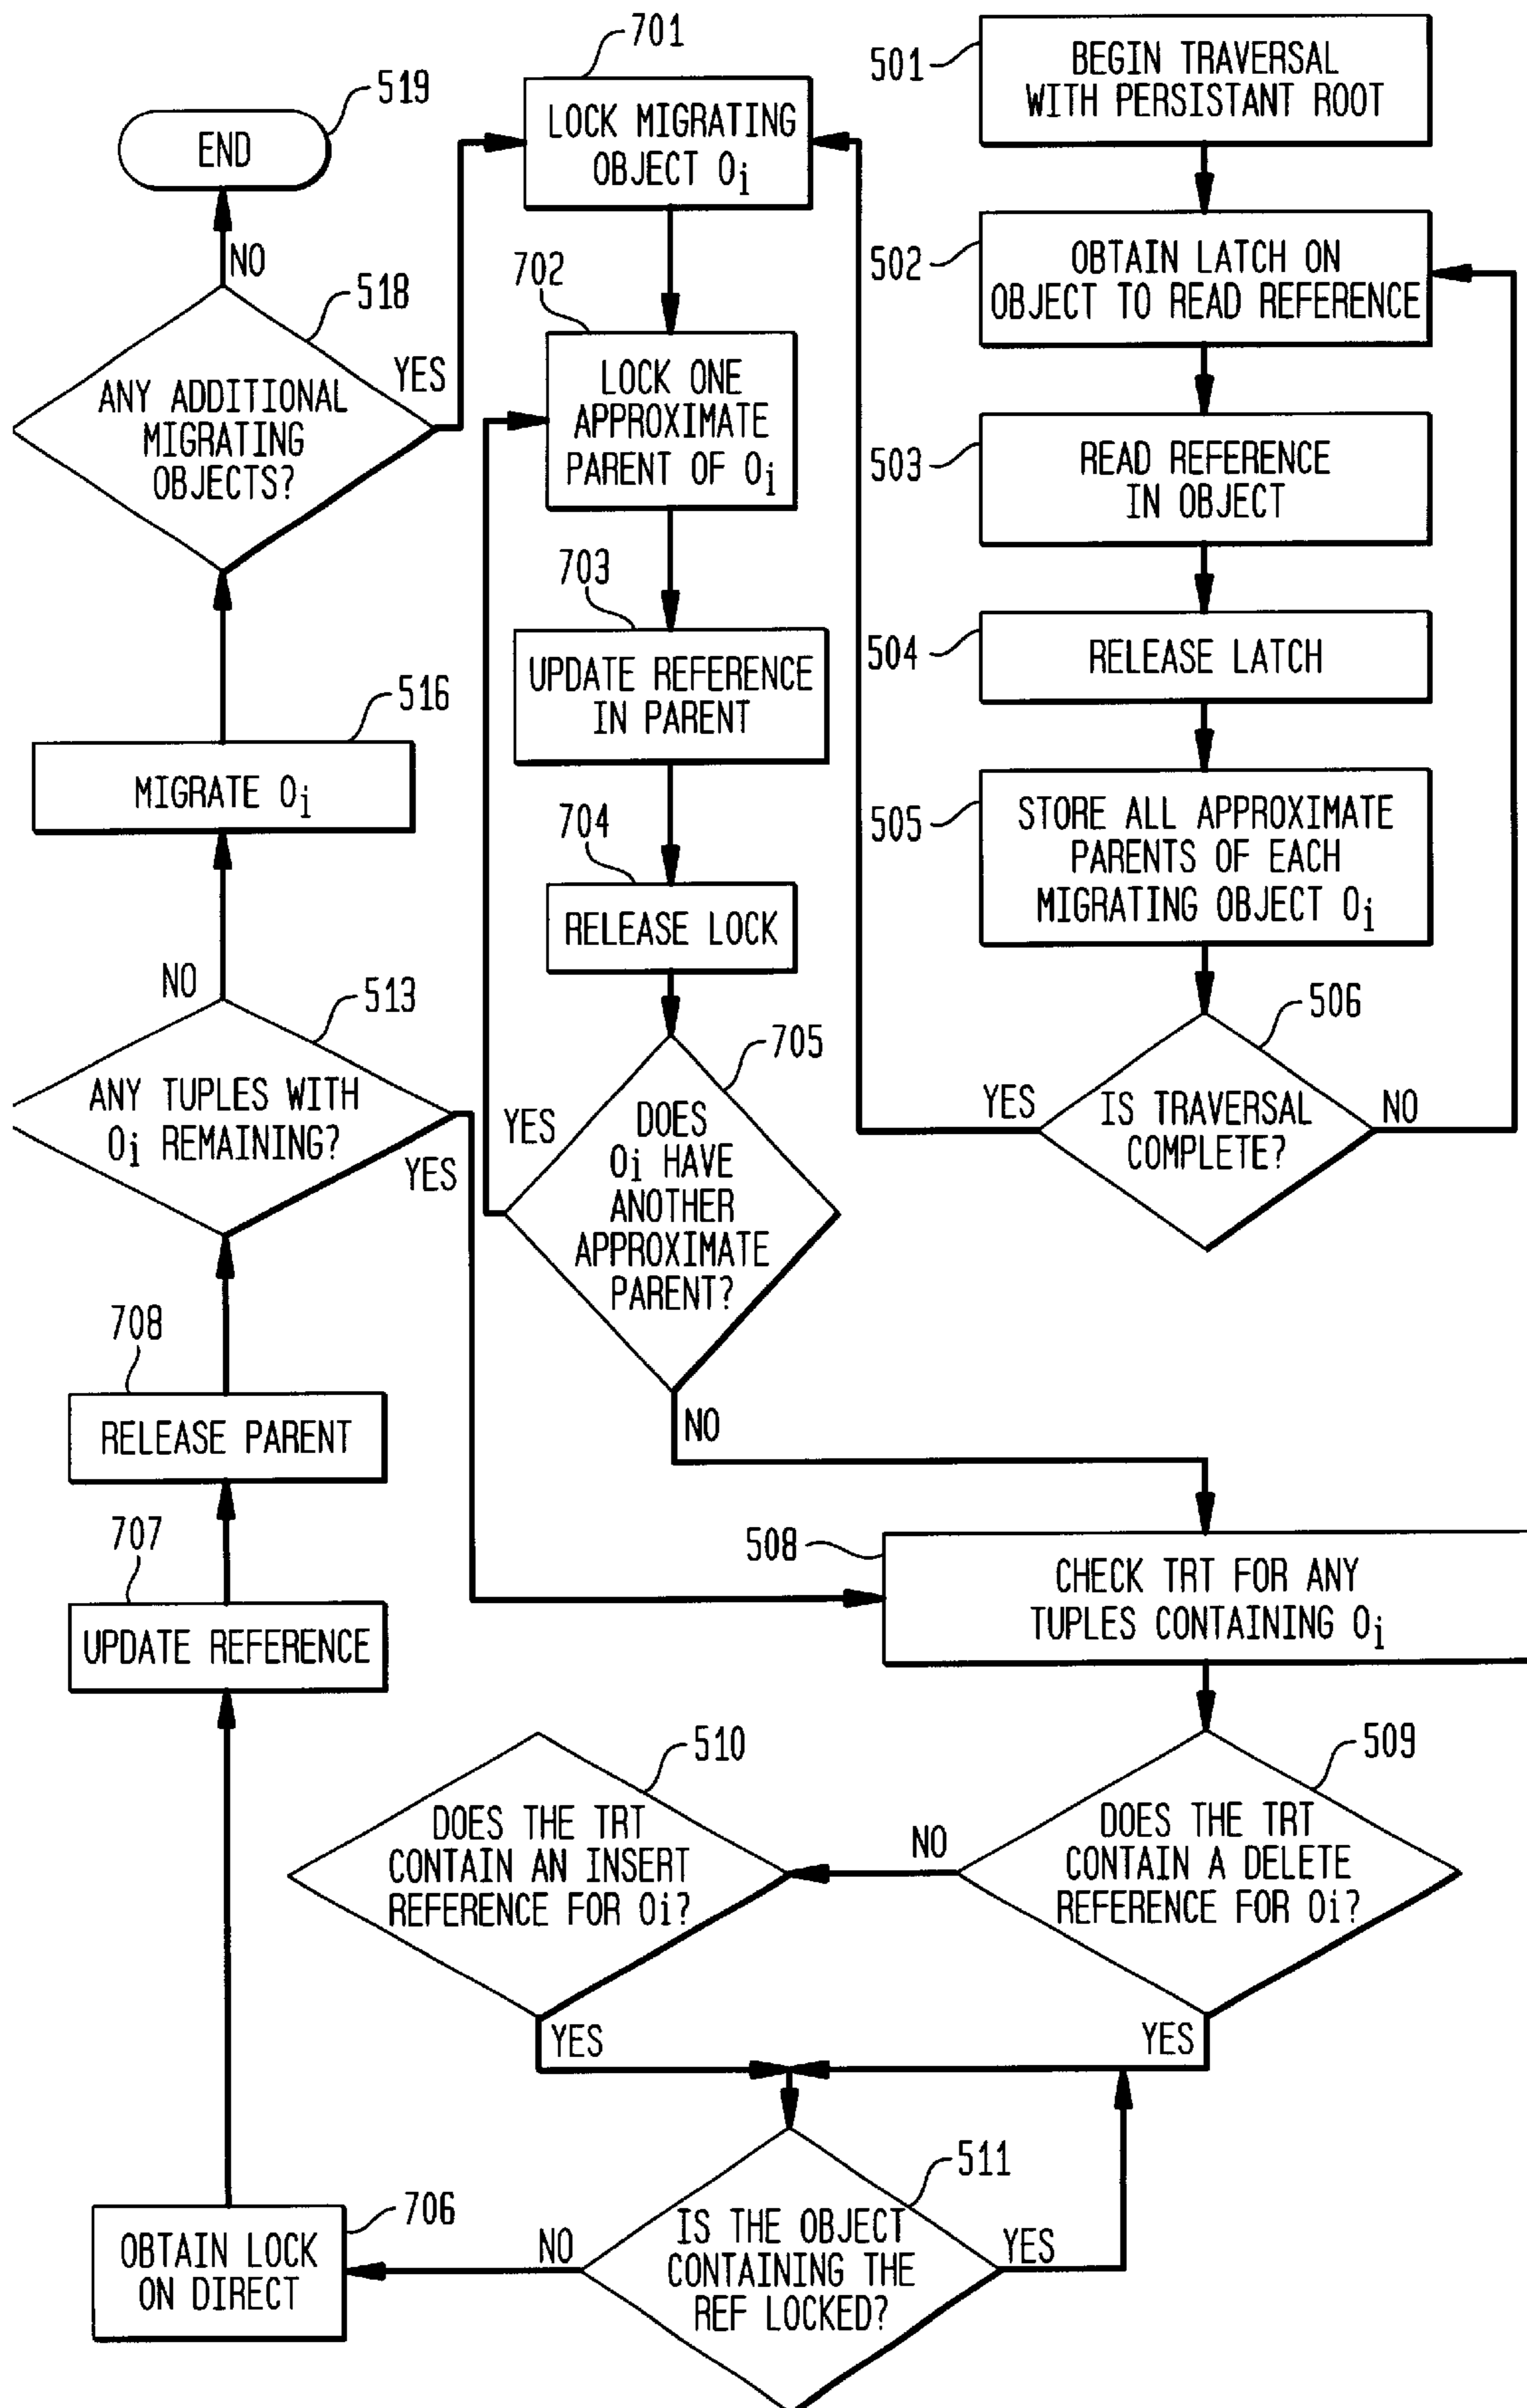 501
BEGIN TRAVERSAL
WITH PERSISTANT ROOT
502
OBTAIN LATCH ON
OBJECT TO READ REFERENCE
503
READ REFERENCE
IN OBJECT
504
RELEASE LATCH
505
STORE ALL APPROXIMATE
PARENTS OF EACH
MIGRATING OBJECT Oi
506
IS TRAVERSAL
COMPLETE?
YES
NO
701
LOCK MIGRATING
OBJECT Oi
702
LOCK ONE
APPROXIMATE
PARENT OF Oi
703
UPDATE REFERENCE
IN PARENT
704
RELEASE LOCK
705
DOES
Oi HAVE
ANOTHER
APPROXIMATE
PARENT?
YES
NO
508
CHECK TRT FOR ANY
TUPLES CONTAINING Oi
509
DOES THE TRT
CONTAIN A DELETE
REFERENCE FOR Oi?
NO
YES
510
DOES THE TRT
CONTAIN AN INSERT
REFERENCE FOR Oi?
YES
511
IS THE OBJECT
CONTAINING THE
REF LOCKED?
YES
NO
706
OBTAIN LOCK
ON DIRECT
707
UPDATE REFERENCE
708
RELEASE PARENT
513
ANY TUPLES WITH
Oi REMAINING?
YES
NO
516
MIGRATE Oi
518
ANY ADDITIONAL
MIGRATING
OBJECTS?
YES
NO
519
END